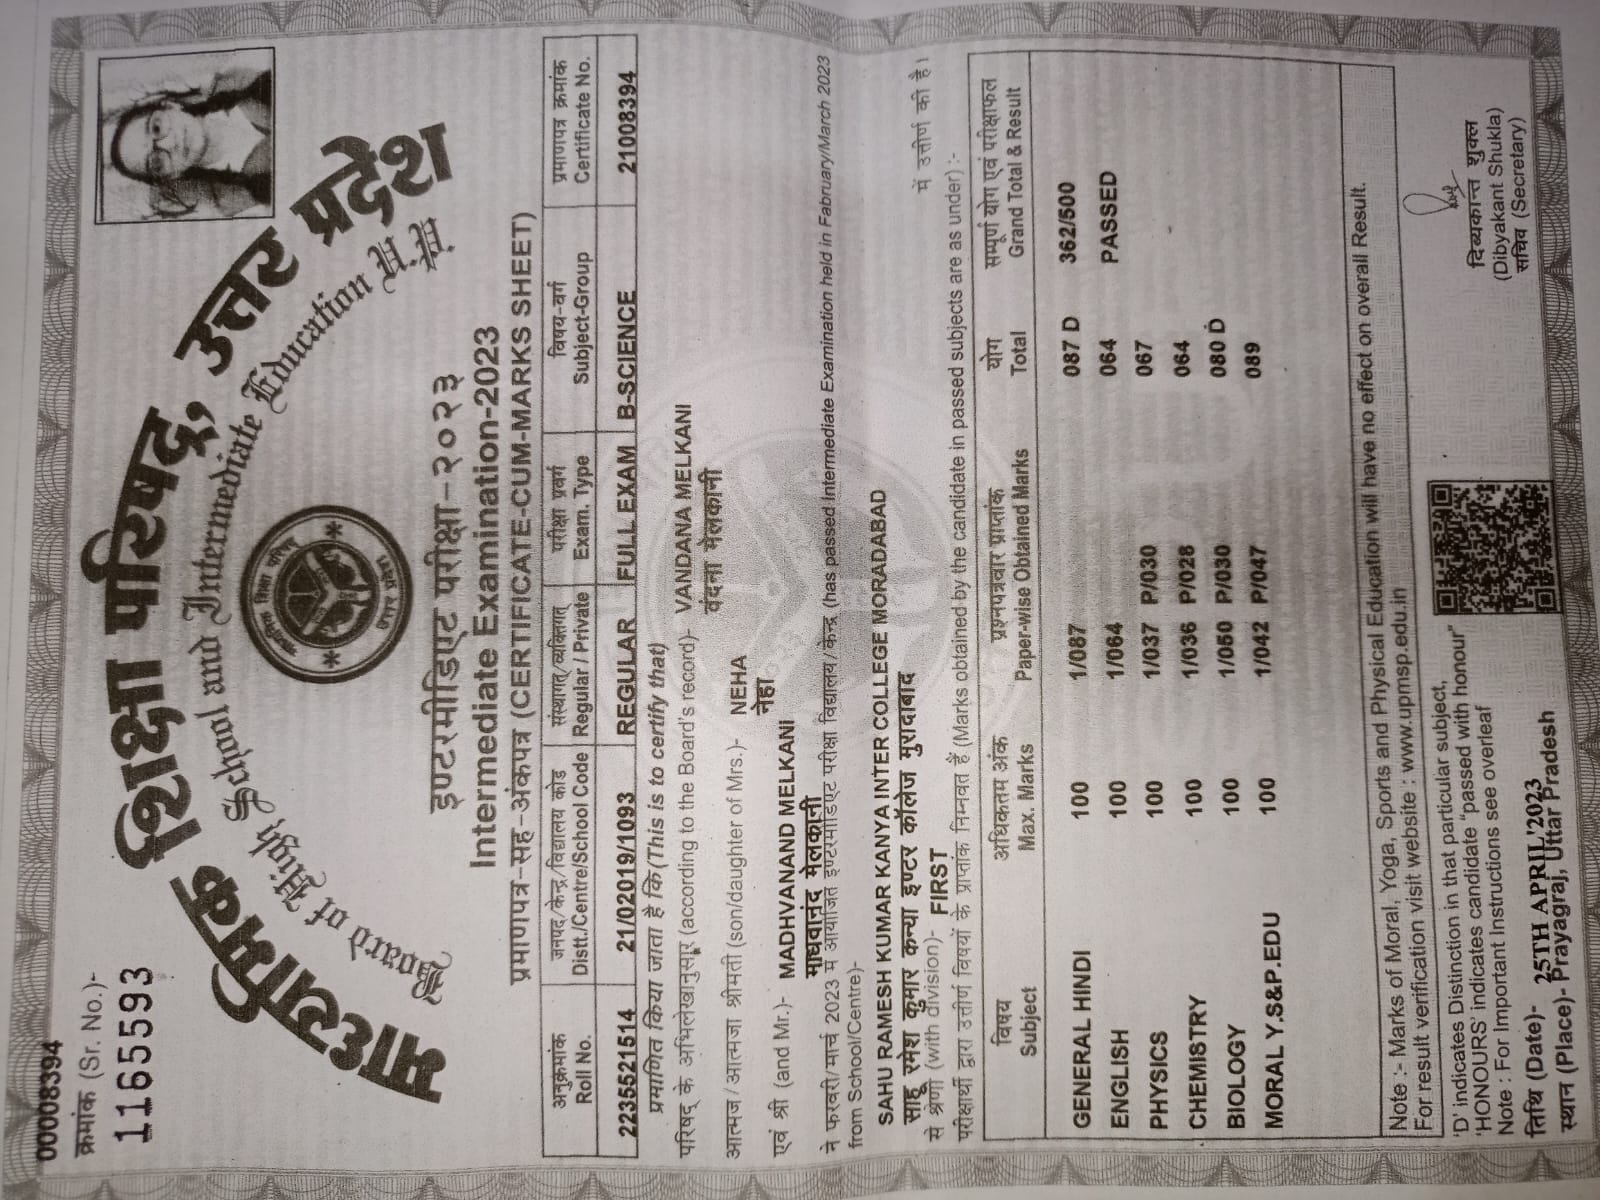 00008394
क्रमांक (Sr. No.)-
1165593
माध्यमिक शिक्षा परिषद्, उत्तर प्रदेश
Board of High School and Intermediate Education U.P.
माध्यमिक शिक्षा परिषद्
उत्तर प्रदेश
इण्टरमीडिएट परीक्षा-२०२३
Intermediate Examination-2023
प्रमाणपत्र-सह-अंकपत्र (CERTIFICATE-CUM-MARKS SHEET)
अनुक्रमांक जनपद/केन्द्र/विद्यालय कोड संस्थागत/व्यक्तिगत परीक्षा प्रवर्ग विषय-वर्ग प्रमाणपत्र क्रमांक
Roll No. Distt./Centre/School Code Regular / Private Exam. Type Subject-Group Certificate No.
2235521514 21/02019/1093 REGULAR FULL EXAM B-SCIENCE 21008394
प्रमाणित किया जाता है कि (This is to certify that)
परिषद् के अभिलेखानुसार (according to the Board's record)- VANDANA MELKANI
वंदना मेलकानी
आत्मज/आत्मजा श्रीमती (son/daughter of Mrs.)- NEHA
नेहा
एवं श्री (and Mr.)- MADHVANAND MELKANI
माधवानंद मेलकानी
ने फरवरी/मार्च 2023 में आयोजित इण्टरमीडिएट परीक्षा विद्यालय/केन्द्र (has passed Intermediate Examination held in Fabruary/March 2023
from School/Centre)-
SAHU RAMESH KUMAR KANYA INTER COLLEGE MORADABAD
साहू रमेश कुमार कन्या इण्टर कॉलेज मुरादाबाद
से श्रेणी (with division)- FIRST में उत्तीर्ण की है।
परीक्षार्थी द्वारा उत्तीर्ण विषयों के प्राप्तांक निम्नवत हैं (Marks obtained by the candidate in passed subjects are as under) :-
विषय अधिकतम अंक प्रश्नपत्रवार प्राप्तांक योग सम्पूर्ण योग एवं परीक्षाफल
Subject Max. Marks Paper-wise Obtained Marks Total Grand Total & Result
GENERAL HINDI 100 1/087 087 D 362/500
ENGLISH 100 1/064 064 PASSED
PHYSICS 100 1/037 P/030 067
CHEMISTRY 100 1/036 P/028 064
BIOLOGY 100 1/050 P/030 080 D
MORAL Y.S&P.EDU 100 1/042 P/047 089
Note :- Marks of Moral, Yoga, Sports and Physical Education will have no effect on overall Result.
For result verification visit website : www.upmsp.edu.in
'D' indicates Distinction in that particular subject,
'HONOURS' indicates candidate "passed with honour"
Note : For Important Instructions see overleaf
तिथि (Date)- 25TH APRIL'2023
स्थान (Place)- Prayagraj, Uttar Pradesh
दिब्यकान्त शुक्ल
(Dibyakant Shukla)
सचिव (Secretary)